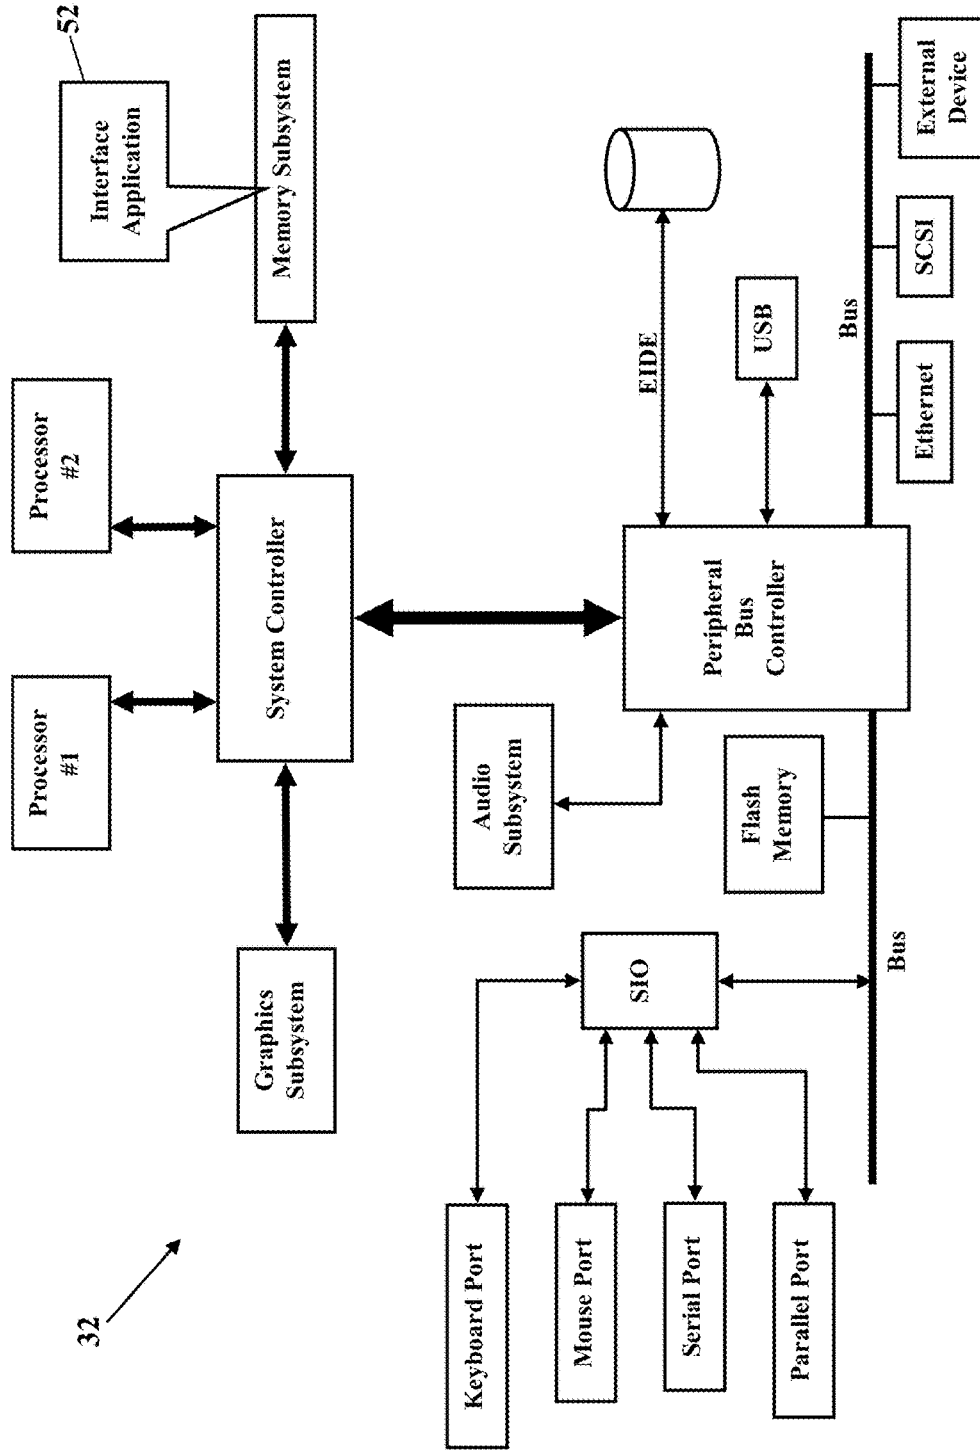 32
52
Interface
Application
Processor
#1
Processor
#2
Graphics
Subsystem
System Controller
Memory Subsystem
Keyboard Port
Mouse Port
Serial Port
Parallel Port
SIO
Audio
Subsystem
Flash
Memory
Peripheral
Bus
Controller
EIDE
USB
Bus
Bus
Ethernet
SCSI
External
Device